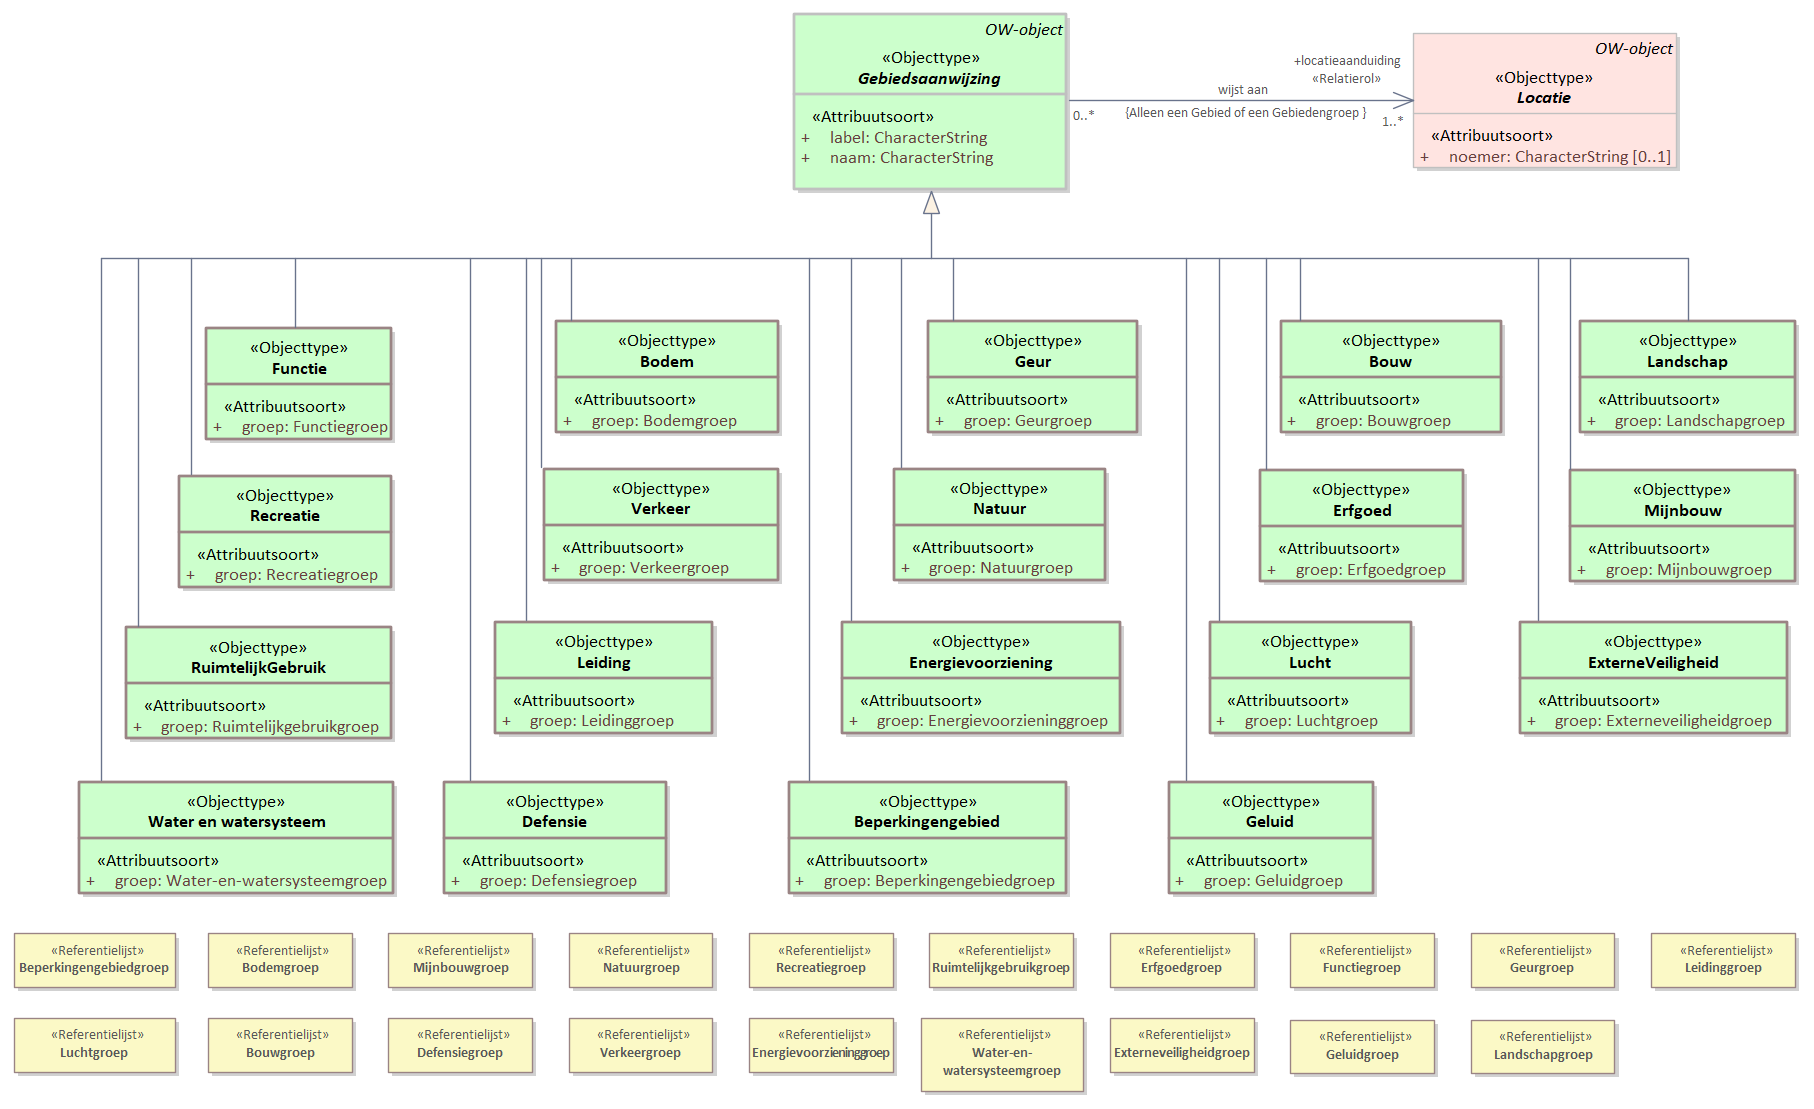 OW-object
«Objecttype»
Gebiedsaanwijzing
«Attribuutsoort»
+ label: CharacterString
+ naam: CharacterString
+locatieaanduiding
«Relatierol»
wijst aan
0..*
{Alleen een Gebied of een Gebiedengroep }
1..*
OW-object
«Objecttype»
Locatie
«Attribuutsoort»
+ noemer: CharacterString [0..1]
«Objecttype»
Functie
«Attribuutsoort»
+ groep: Functiegroep
«Objecttype»
Bodem
«Attribuutsoort»
+ groep: Bodemgroep
«Objecttype»
Geur
«Attribuutsoort»
+ groep: Geurgroep
«Objecttype»
Bouw
«Attribuutsoort»
+ groep: Bouwgroep
«Objecttype»
Landschap
«Attribuutsoort»
+ groep: Landschapgroep
«Objecttype»
Recreatie
«Attribuutsoort»
+ groep: Recreatiegroep
«Objecttype»
Verkeer
«Attribuutsoort»
+ groep: Verkeergroep
«Objecttype»
Natuur
«Attribuutsoort»
+ groep: Natuurgroep
«Objecttype»
Erfgoed
«Attribuutsoort»
+ groep: Erfgoedgroep
«Objecttype»
Mijnbouw
«Attribuutsoort»
+ groep: Mijnbouwgroep
«Objecttype»
RuimtelijkGebruik
«Attribuutsoort»
+ groep: Ruimtelijkgebruikgroep
«Objecttype»
Leiding
«Attribuutsoort»
+ groep: Leidinggroep
«Objecttype»
Energievoorziening
«Attribuutsoort»
+ groep: Energievoorzieninggroep
«Objecttype»
Lucht
«Attribuutsoort»
+ groep: Luchtgroep
«Objecttype»
ExterneVeiligheid
«Attribuutsoort»
+ groep: Externeveiligheidgroep
«Objecttype»
Water en watersysteem
«Attribuutsoort»
+ groep: Water-en-watersysteemgroep
«Objecttype»
Defensie
«Attribuutsoort»
+ groep: Defensiegroep
«Objecttype»
Beperkingengebied
«Attribuutsoort»
+ groep: Beperkingengebiedgroep
«Objecttype»
Geluid
«Attribuutsoort»
+ groep: Geluidgroep
«Referentielijst»
Beperkingengebiedgroep
«Referentielijst»
Bodemgroep
«Referentielijst»
Mijnbouwgroep
«Referentielijst»
Natuurgroep
«Referentielijst»
Recreatiegroep
«Referentielijst»
Ruimtelijkgebruikgroep
«Referentielijst»
Erfgoedgroep
«Referentielijst»
Functiegroep
«Referentielijst»
Geurgroep
«Referentielijst»
Leidinggroep
«Referentielijst»
Luchtgroep
«Referentielijst»
Bouwgroep
«Referentielijst»
Defensiegroep
«Referentielijst»
Verkeergroep
«Referentielijst»
Energievoorzieninggroep
«Referentielijst»
Water-en-
watersysteemgroep
«Referentielijst»
Externeveiligheidgroep
«Referentielijst»
Geluidgroep
«Referentielijst»
Landschapgroep